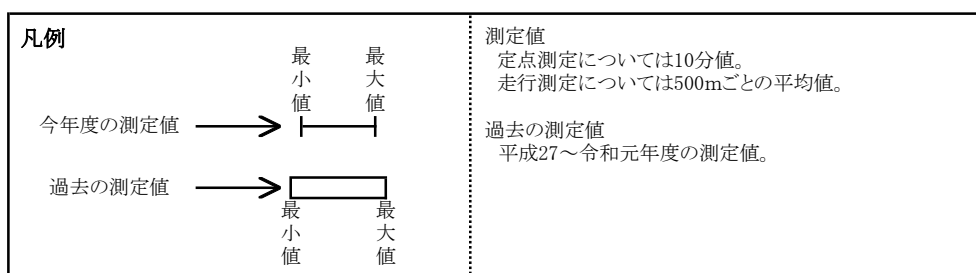 凡例
最小値
最大値
今年度の測定値
過去の測定値
最小値
最大値
測定値
定点測定については10分値。
走行測定については500mごとの平均値。
過去の測定値
平成27～令和元年度の測定値。